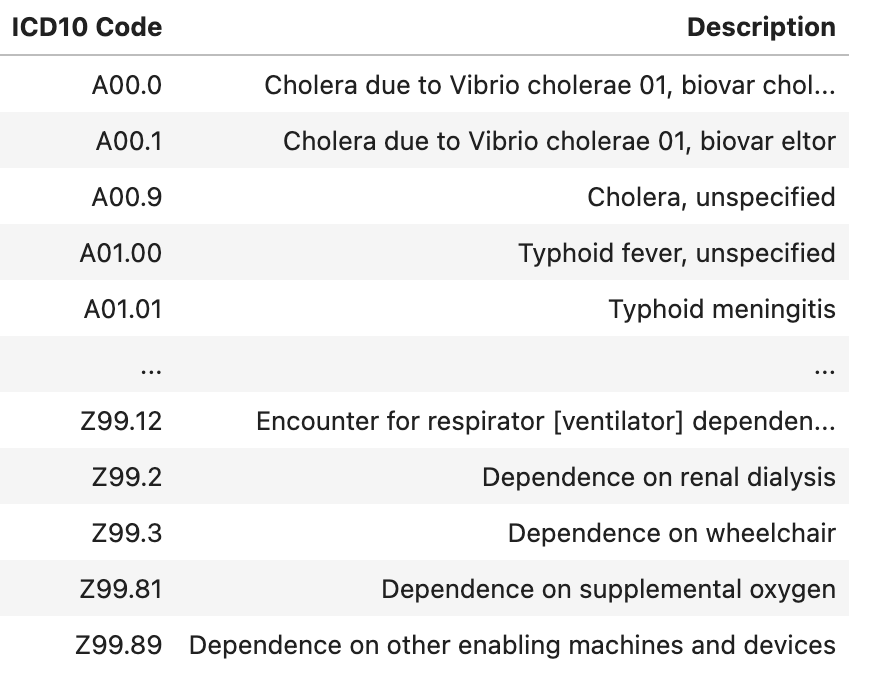 ICD10 Code Description
A00.0 Cholera due to Vibrio cholerae 01, biovar chol...
A00.1 Cholera due to Vibrio cholerae 01, biovar eltor
A00.9 Cholera, unspecified
A01.00 Typhoid fever, unspecified
A01.01 Typhoid meningitis
... ...
Z99.12 Encounter for respirator [ventilator] dependen...
Z99.2 Dependence on renal dialysis
Z99.3 Dependence on wheelchair
Z99.81 Dependence on supplemental oxygen
Z99.89 Dependence on other enabling machines and devices